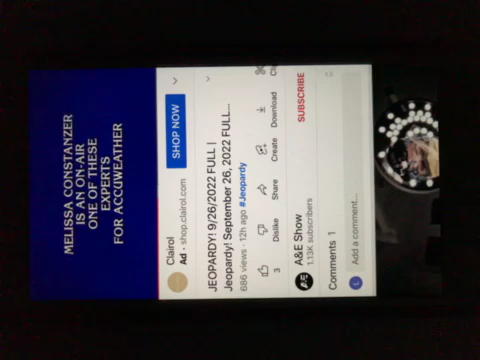 MELISSA CONSTANZER
IS AN ON-AIR
ONE OF THESE
EXPERTS
FOR ACCUWEATHER
Clairol
Ad · shop.clairol.com
SHOP NOW
JEOPARDY! 9/26/2022 FULL |
Jeopardy! September 26, 2022 FULL...
686 views · 12h ago #Jeopardy
3
Dislike
Share
Create
Download
A&E Show
1.13K subscribers
SUBSCRIBE
Comments 1
L
Add a comment...